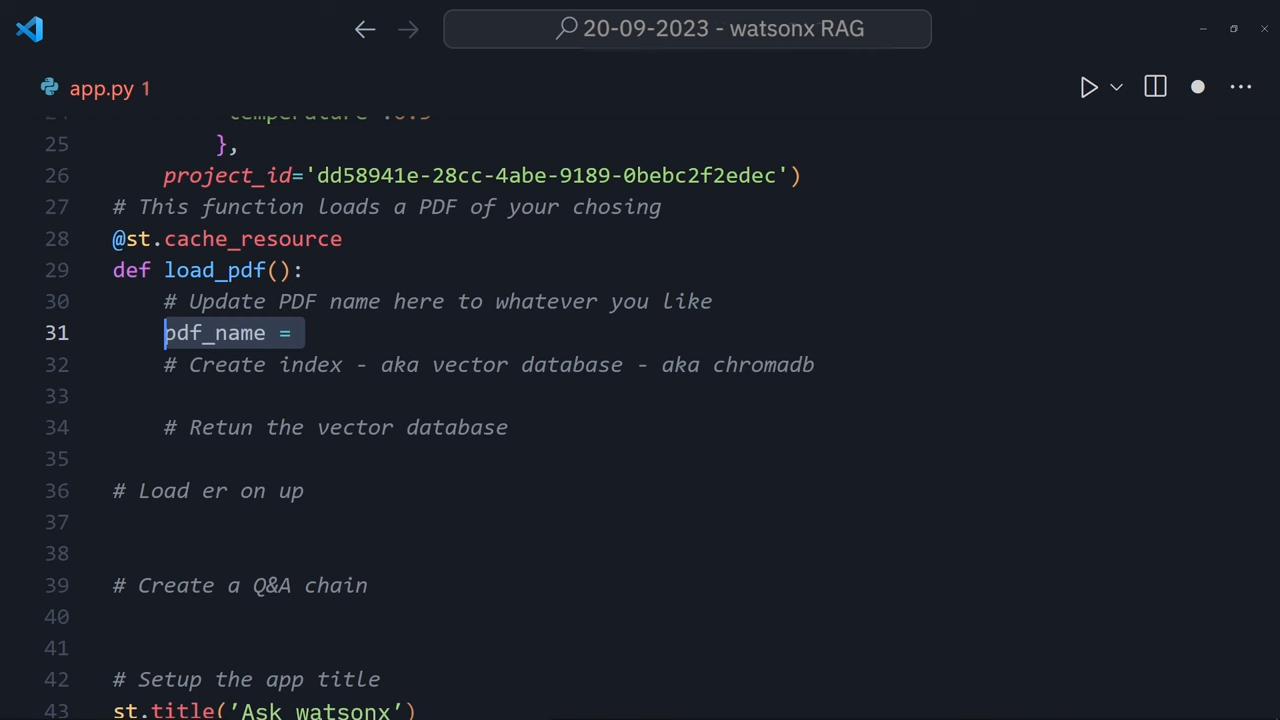 20-09-2023 - watsonx RAG
app.py 1
24 "temperature":0.5
25 },
26 project_id='dd58941e-28cc-4abe-9189-0bebc2f2edec')
27 # This function loads a PDF of your chosing
28 @st.cache_resource
29 def load_pdf():
30 # Update PDF name here to whatever you like
31 pdf_name =
32 # Create index - aka vector database - aka chromadb
33
34 # Retun the vector database
35
36 # Load er on up
37
38
39 # Create a Q&A chain
40
41
42 # Setup the app title
43 st.title('Ask watsonx')